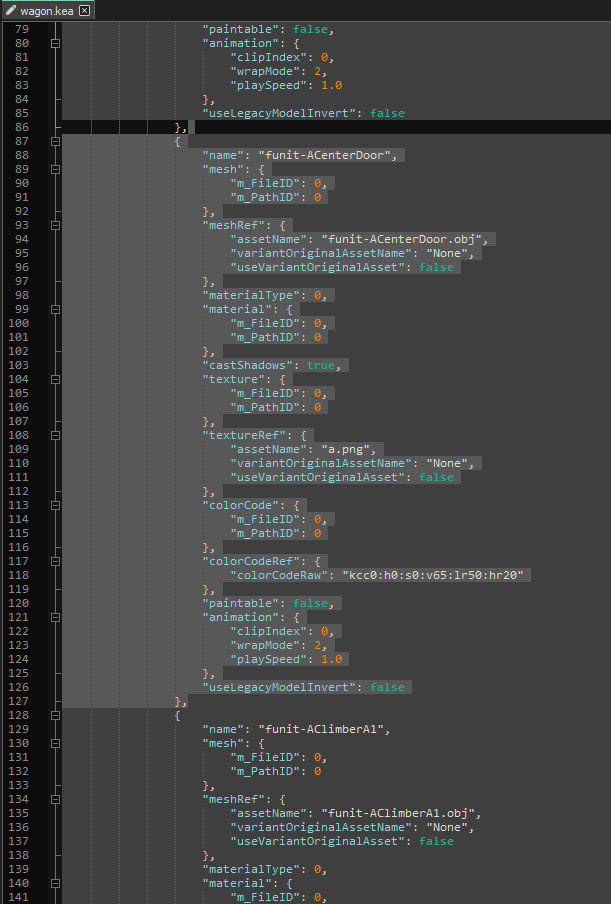 wagon.kea
79 "paintable": false,
80 "animation": {
81 "clipIndex": 0,
82 "wrapMode": 2,
83 "playSpeed": 1.0
84 },
85 "useLegacyModelInvert": false
86 },
87 {
88 "name": "funit-ACenterDoor",
89 "mesh": {
90 "m_FileID": 0,
91 "m_PathID": 0
92 },
93 "meshRef": {
94 "assetName": "funit-ACenterDoor.obj",
95 "variantOriginalAssetName": "None",
96 "useVariantOriginalAsset": false
97 },
98 "materialType": 0,
99 "material": {
100 "m_FileID": 0,
101 "m_PathID": 0
102 },
103 "castShadows": true,
104 "texture": {
105 "m_FileID": 0,
106 "m_PathID": 0
107 },
108 "textureRef": {
109 "assetName": "a.png",
110 "variantOriginalAssetName": "None",
111 "useVariantOriginalAsset": false
112 },
113 "colorCode": {
114 "m_FileID": 0,
115 "m_PathID": 0
116 },
117 "colorCodeRef": {
118 "colorCodeRaw": "kcc0:h0:s0:v65:lr50:hr20"
119 },
120 "paintable": false,
121 "animation": {
122 "clipIndex": 0,
123 "wrapMode": 2,
124 "playSpeed": 1.0
125 },
126 "useLegacyModelInvert": false
127 },
128 {
129 "name": "funit-AClimberA1",
130 "mesh": {
131 "m_FileID": 0,
132 "m_PathID": 0
133 },
134 "meshRef": {
135 "assetName": "funit-AClimberA1.obj",
136 "variantOriginalAssetName": "None",
137 "useVariantOriginalAsset": false
138 },
139 "materialType": 0,
140 "material": {
141 "m_FileID": 0,